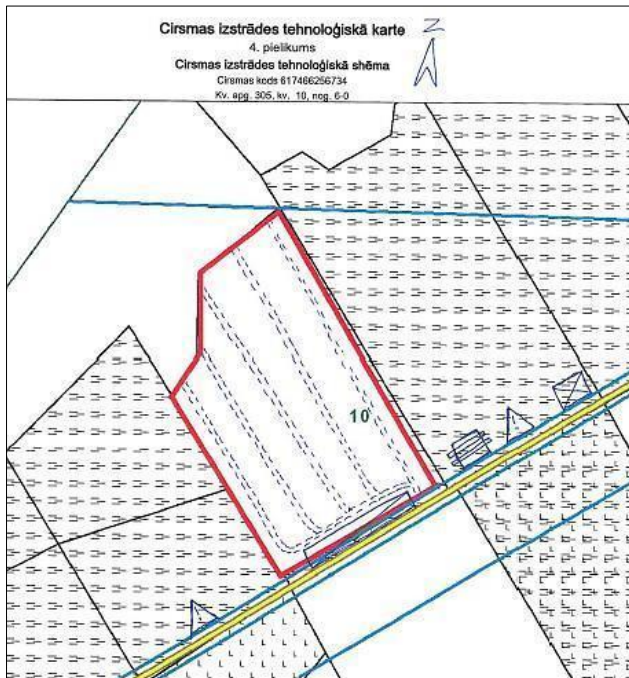 Cirsmas izstrādes tehnoloģiskā karte
Z
4. pielikums
Cirsmas izstrādes tehnoloģiskā shēma
Cirsmas kods 617466256734
Kv. apg. 305, kv. 10, nog. 6-0
10